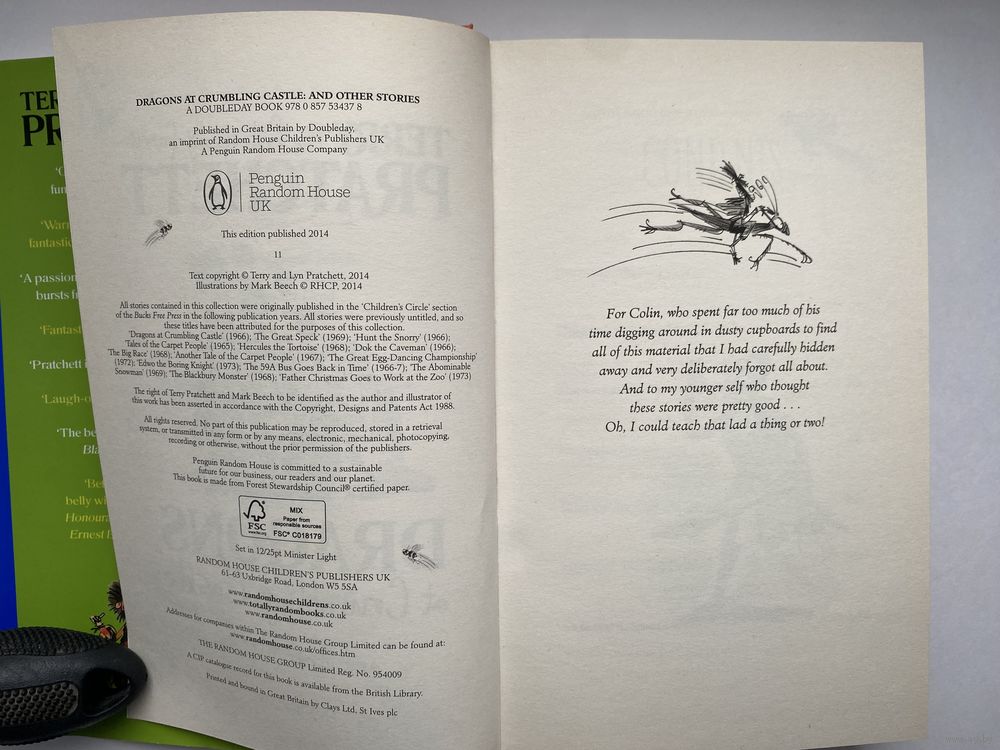 TER
PR
'A passion
bursts f
'Fantast
Pratchett i
'Laugh-o
'The be
belly wi
Honour
Ernest
DRAGONS AT CRUMBLING CASTLE: AND OTHER STORIES
A DOUBLEDAY BOOK 978 0 857 53437 8
Published in Great Britain by Doubleday,
an imprint of Random House Children's Publishers UK
A Penguin Random House Company
Penguin
Random House
UK
This edition published 2014
11
Text copyright © Terry and Lyn Pratchett, 2014
Illustrations by Mark Beech © RHCP, 2014
All stories contained in this collection were originally published in the 'Children's Circle' section
of the Bucks Free Press in the following publication years. All stories were previously untitled, and so
these titles have been attributed for the purposes of this collection.
'Dragons at Crumbling Castle' (1966); 'The Great Speck' (1969); 'Hunt the Snorry' (1966);
'Tales of the Carpet People' (1965); 'Hercules the Tortoise' (1968); 'Dok the Caveman' (1966);
'The Big Race' (1968); 'Another Tale of the Carpet People' (1967); 'The Great Egg-Dancing Championship'
(1972); 'Edwo the Boring Knight' (1973); 'The 59A Bus Goes Back in Time' (1966-7); 'The Abominable
Snowman' (1969); 'The Blackbury Monster' (1968); 'Father Christmas Goes to Work at the Zoo' (1973)
The right of Terry Pratchett and Mark Beech to be identified as the author and illustrator of
this work has been asserted in accordance with the Copyright, Designs and Patents Act 1988.
All rights reserved. No part of this publication may be reproduced, stored in a retrieval
system, or transmitted in any form or by any means, electronic, mechanical, photocopying,
recording or otherwise, without the prior permission of the publishers.
Penguin Random House is committed to a sustainable
future for our business, our readers and our planet.
This book is made from Forest Stewardship Council® certified paper.
FSC
www.fsc.org
MIX
Paper from
responsible sources
FSC® C018179
Set in 12/25pt Minister Light
RANDOM HOUSE CHILDREN'S PUBLISHERS UK
61–63 Uxbridge Road, London W5 5SA
www.randomhousechildrens.co.uk
www.totallyrandombooks.co.uk
www.randomhouse.co.uk
Addresses for companies within The Random House Group Limited can be found at:
www.randomhouse.co.uk/offices.htm
THE RANDOM HOUSE GROUP Limited Reg. No. 954009
A CIP catalogue record for this book is available from the British Library.
Printed and bound in Great Britain by Clays Ltd, St Ives plc
For Colin, who spent far too much of his
time digging around in dusty cupboards to find
all of this material that I had carefully hidden
away and very deliberately forgot all about.
And to my younger self who thought
these stories were pretty good . . .
Oh, I could teach that lad a thing or two!